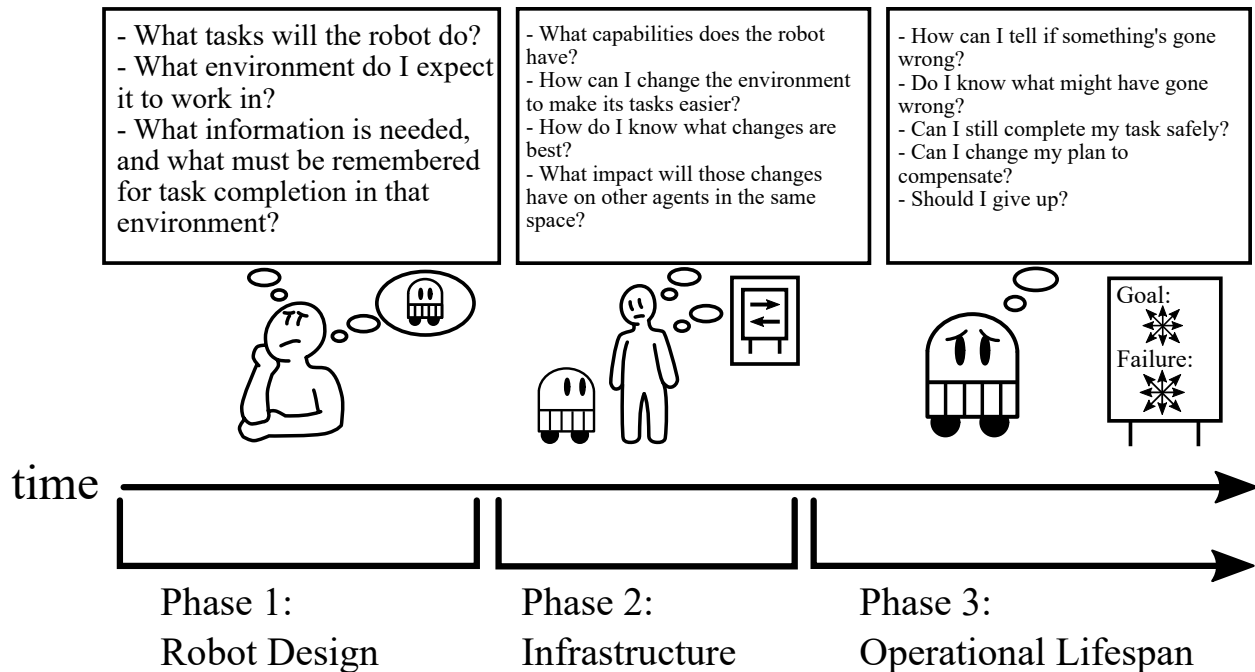 - What tasks will the robot do?
- What environment do I expect
it to work in?
- What information is needed,
and what must be remembered
for task completion in that
environment?
- What capabilities does the robot
have?
- How can I change the environment
to make its tasks easier?
- How do I know what changes are
best?
- What impact will those changes
have on other agents in the same
space?
- How can I tell if something's gone
wrong?
- Do I know what might have gone
wrong?
- Can I still complete my task safely?
- Can I change my plan to
compensate?
- Should I give up?
Goal:
Failure:
time
Phase 1:
Robot Design
Phase 2:
Infrastructure
Phase 3:
Operational Lifespan